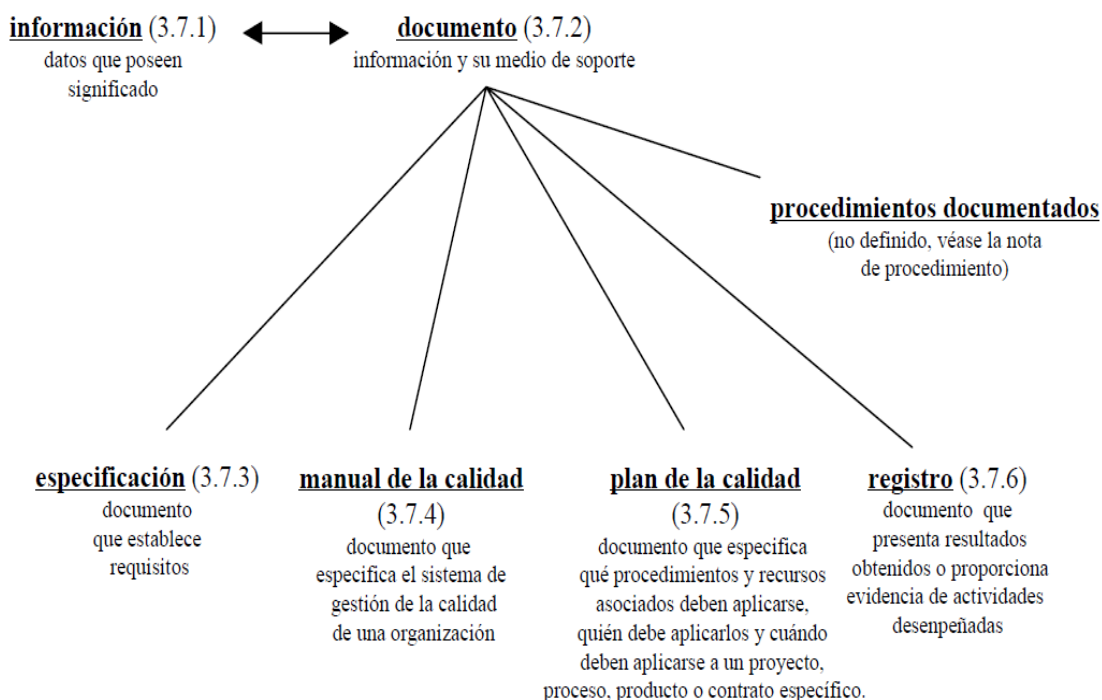 información (3.7.1)
datos que poseen
significado
documento (3.7.2)
información y su medio de soporte
procedimientos documentados
(no definido, véase la nota
de procedimiento)
especificación (3.7.3)
documento
que establece
requisitos
manual de la calidad
(3.7.4)
documento que
especifica el sistema de
gestión de la calidad
de una organización
plan de la calidad
(3.7.5)
documento que especifica
qué procedimientos y recursos
asociados deben aplicarse,
quién debe aplicarlos y cuándo
deben aplicarse a un proyecto,
proceso, producto o contrato específico.
registro (3.7.6)
documento que
presenta resultados
obtenidos o proporciona
evidencia de actividades
desenpeñadas